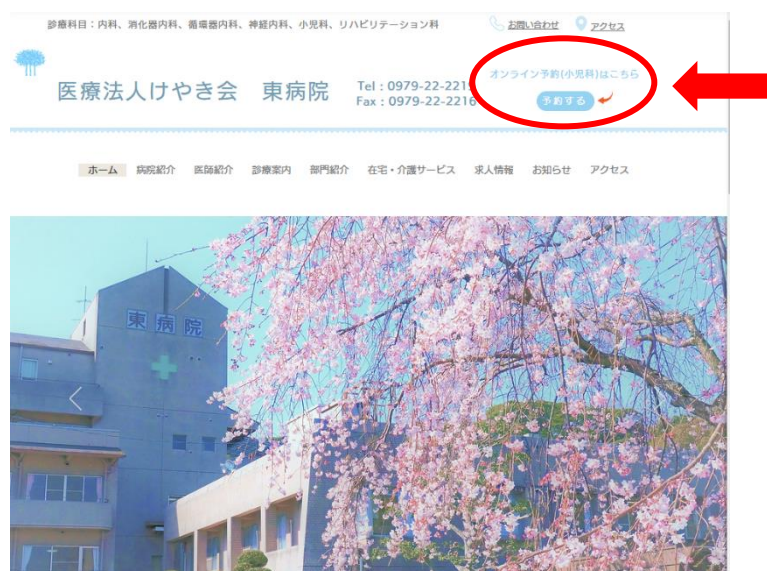 診療科目：内科、消化器内科、循環器内科、神経内科、小児科、リハビリテーション科
お問い合わせ
アクセス
医療法人けやき会　東病院
Tel : 0979-22-221
Fax : 0979-22-2216
オンライン予約(小児科)はこちら
予約する
ホーム 病院紹介 医師紹介 診療案内 部門紹介 在宅・介護サービス 求人情報 お知らせ アクセス
東病院